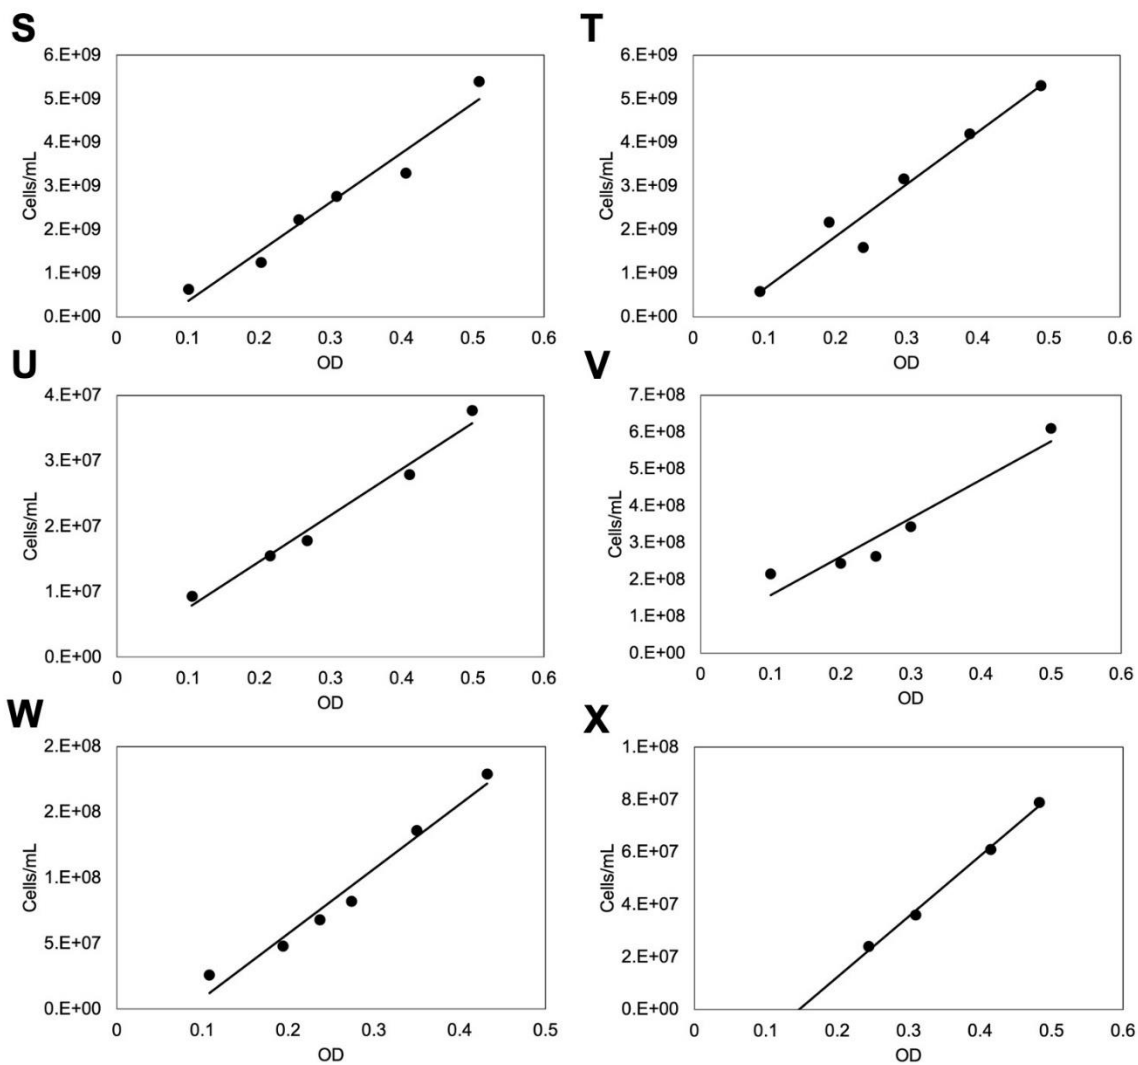 S
6.E+09
5.E+09
4.E+09
3.E+09
2.E+09
1.E+09
0.E+00
Cells/mL
0 0.1 0.2 0.3 0.4 0.5 0.6
OD
T
6.E+09
5.E+09
4.E+09
3.E+09
2.E+09
1.E+09
0.E+00
Cells/mL
0 0.1 0.2 0.3 0.4 0.5 0.6
OD
U
4.E+07
3.E+07
2.E+07
1.E+07
0.E+00
Cells/mL
0 0.1 0.2 0.3 0.4 0.5 0.6
OD
V
7.E+08
6.E+08
5.E+08
4.E+08
3.E+08
2.E+08
1.E+08
0.E+00
Cells/mL
0 0.1 0.2 0.3 0.4 0.5 0.6
OD
W
2.E+08
2.E+08
1.E+08
5.E+07
0.E+00
Cells/mL
0 0.1 0.2 0.3 0.4 0.5
OD
X
1.E+08
8.E+07
6.E+07
4.E+07
2.E+07
0.E+00
Cells/mL
0 0.1 0.2 0.3 0.4 0.5 0.6
OD